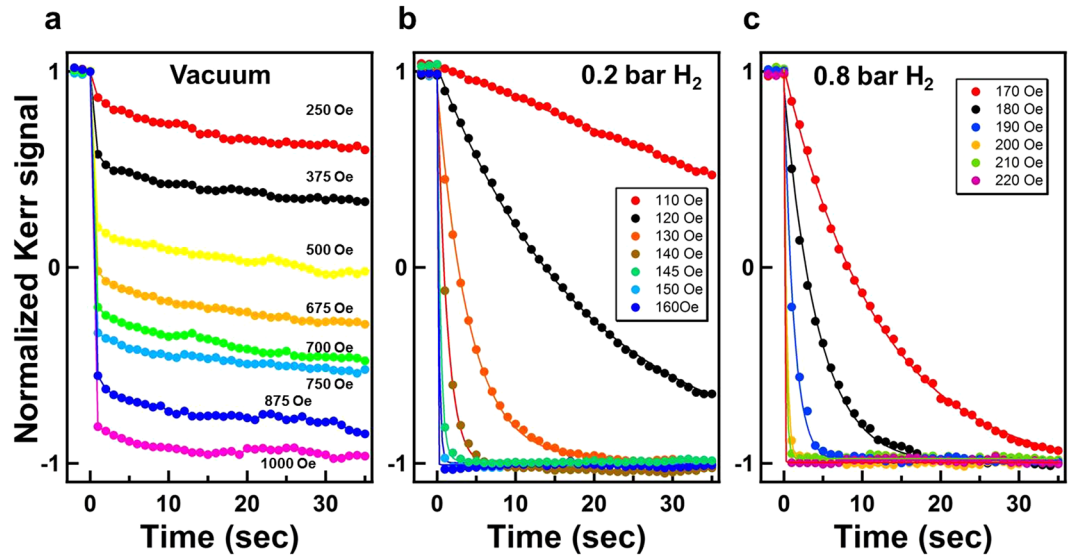 a
Vacuum
250 Oe
375 Oe
500 Oe
675 Oe
700 Oe
750 Oe
875 Oe
1000 Oe
1
0
-1
Normalized Kerr signal
0 10 20 30
Time (sec)
b
0.2 bar H₂
110 Oe
120 Oe
130 Oe
140 Oe
145 Oe
150 Oe
160Oe
1
0
-1
0 10 20 30
Time (sec)
c
0.8 bar H₂
170 Oe
180 Oe
190 Oe
200 Oe
210 Oe
220 Oe
1
0
-1
0 10 20 30
Time (sec)